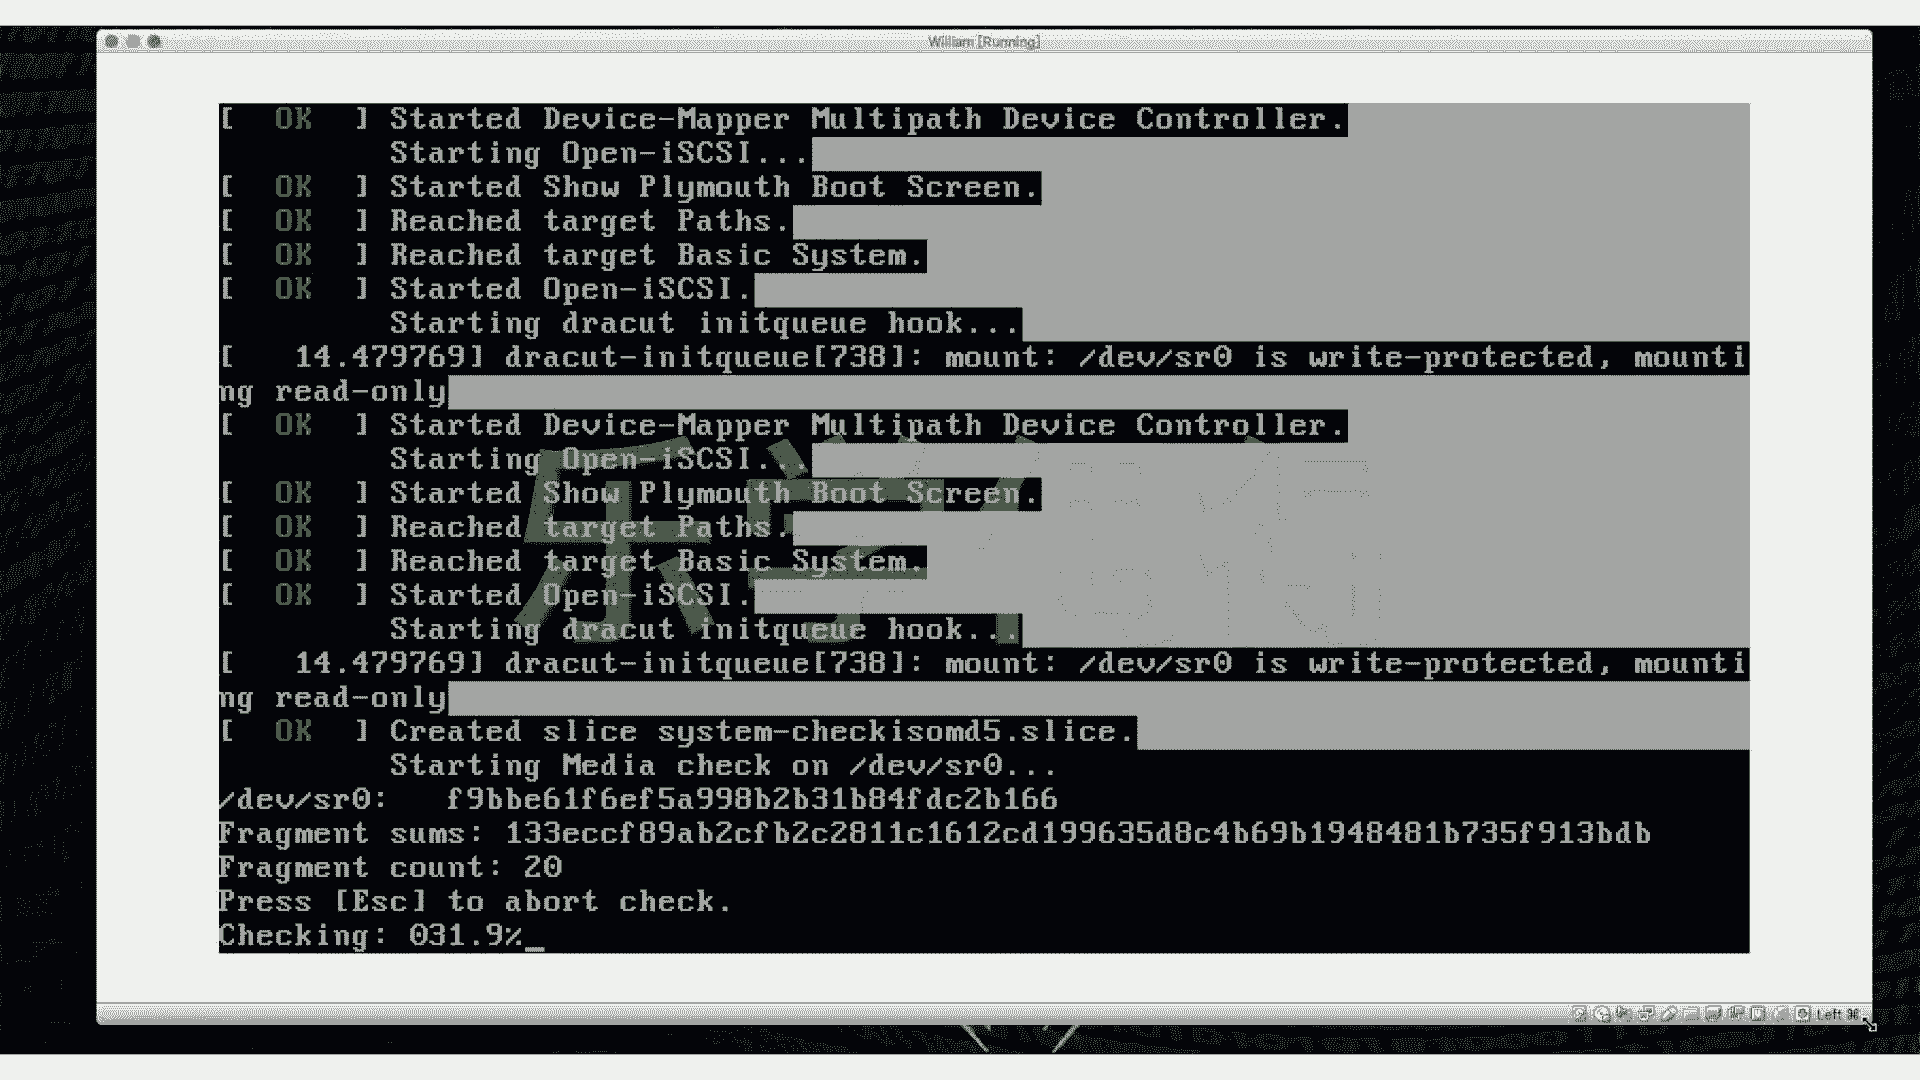 William [Running]
[  OK  ] Started Device-Mapper Multipath Device Controller.
Starting Open-iSCSI...
[  OK  ] Started Show Plymouth Boot Screen.
[  OK  ] Reached target Paths.
[  OK  ] Reached target Basic System.
[  OK  ] Started Open-iSCSI.
Starting dracut initqueue hook...
[   14.479769] dracut-initqueue[738]: mount: /dev/sr0 is write-protected, mounti
ng read-only
[  OK  ] Started Device-Mapper Multipath Device Controller.
Starting Open-iSCSI...
[  OK  ] Started Show Plymouth Boot Screen.
[  OK  ] Reached target Paths.
[  OK  ] Reached target Basic System.
[  OK  ] Started Open-iSCSI.
Starting dracut initqueue hook...
[   14.479769] dracut-initqueue[738]: mount: /dev/sr0 is write-protected, mounti
ng read-only
[  OK  ] Created slice system-checkisomd5.slice.
Starting Media check on /dev/sr0...
/dev/sr0:   f9bbe61f6ef5a998b2b31b84fdc2b166
Fragment sums: 133eccf89ab2cfb2c2811c1612cd199635d8c4b69b1948481b735f913bdb
Fragment count: 20
Press [Esc] to abort check.
Checking: 031.9%_
Left ⌘